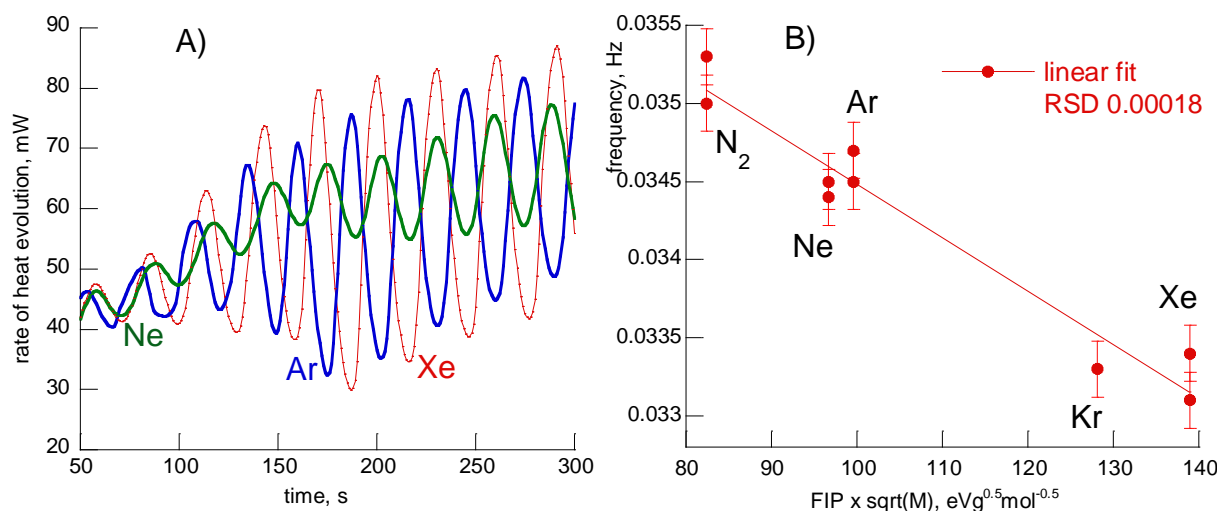 A)
rate of heat evolution, mW
90
80
70
60
50
40
30
20
Ne
Ar
Xe
50
100
150
200
250
300
time, s
B)
frequency, Hz
0.0355
0.035
0.0345
0.034
0.0335
0.033
linear fit
RSD 0.00018
N₂
Ne
Ar
Kr
Xe
80
90
100
110
120
130
140
FIP x sqrt(M), eVg⁰·⁵mol⁻⁰·⁵